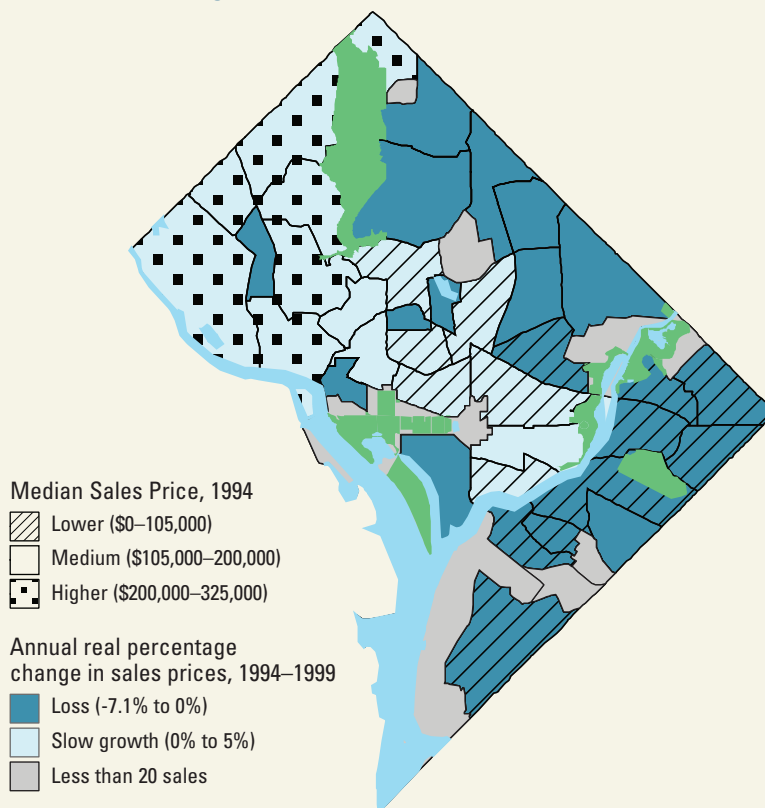 Median Sales Price, 1994
Lower ($0–105,000)
Medium ($105,000–200,000)
Higher ($200,000–325,000)
Annual real percentage
change in sales prices, 1994–1999
Loss (-7.1% to 0%)
Slow growth (0% to 5%)
Less than 20 sales